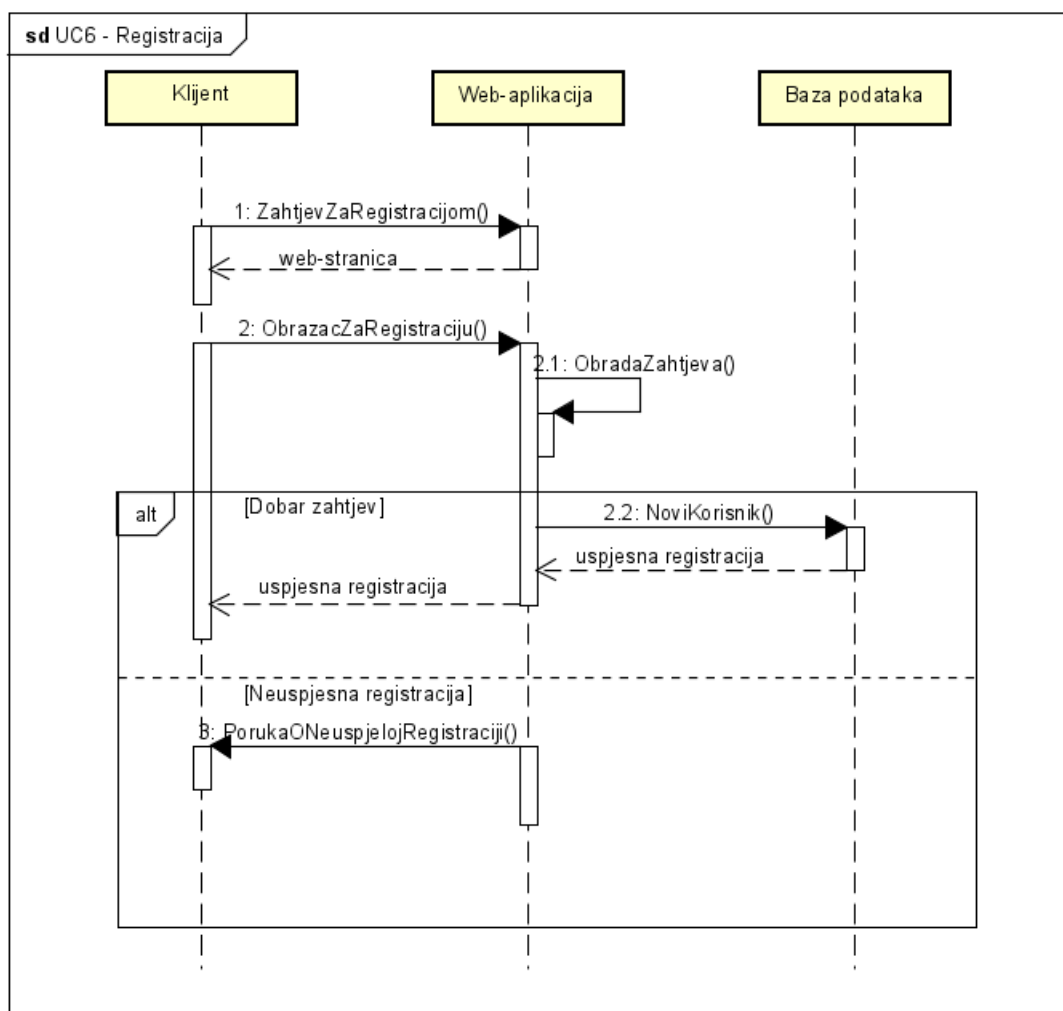 sd UC6 - Registracija
Klijent
Web-aplikacija
Baza podataka
1: ZahtjevZaRegistracijom()
web-stranica
2: ObrazacZaRegistraciju()
2.1: ObradaZahtjeva()
alt
[Dobar zahtjev]
2.2: NoviKorisnik()
uspjesna registracija
uspjesna registracija
[Neuspjesna registracija]
3: PorukaONeuspjelojRegistraciji()